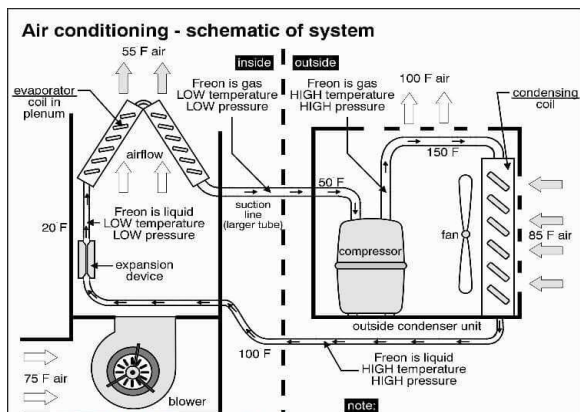 Air conditioning - schematic of system
55 F air
inside
outside
evaporator
coil in
plenum
Freon is gas
LOW temperature
LOW pressure
Freon is gas
HIGH temperature
HIGH pressure
100 F air
condensing
coil
airflow
150 F
50 F
suction
line
(larger tube)
Freon is liquid
LOW temperature
LOW pressure
20°F
expansion
device
compressor
fan
85 F air
outside condenser unit
100 F
Freon is liquid
HIGH temperature
HIGH pressure
75 F air
blower
note: